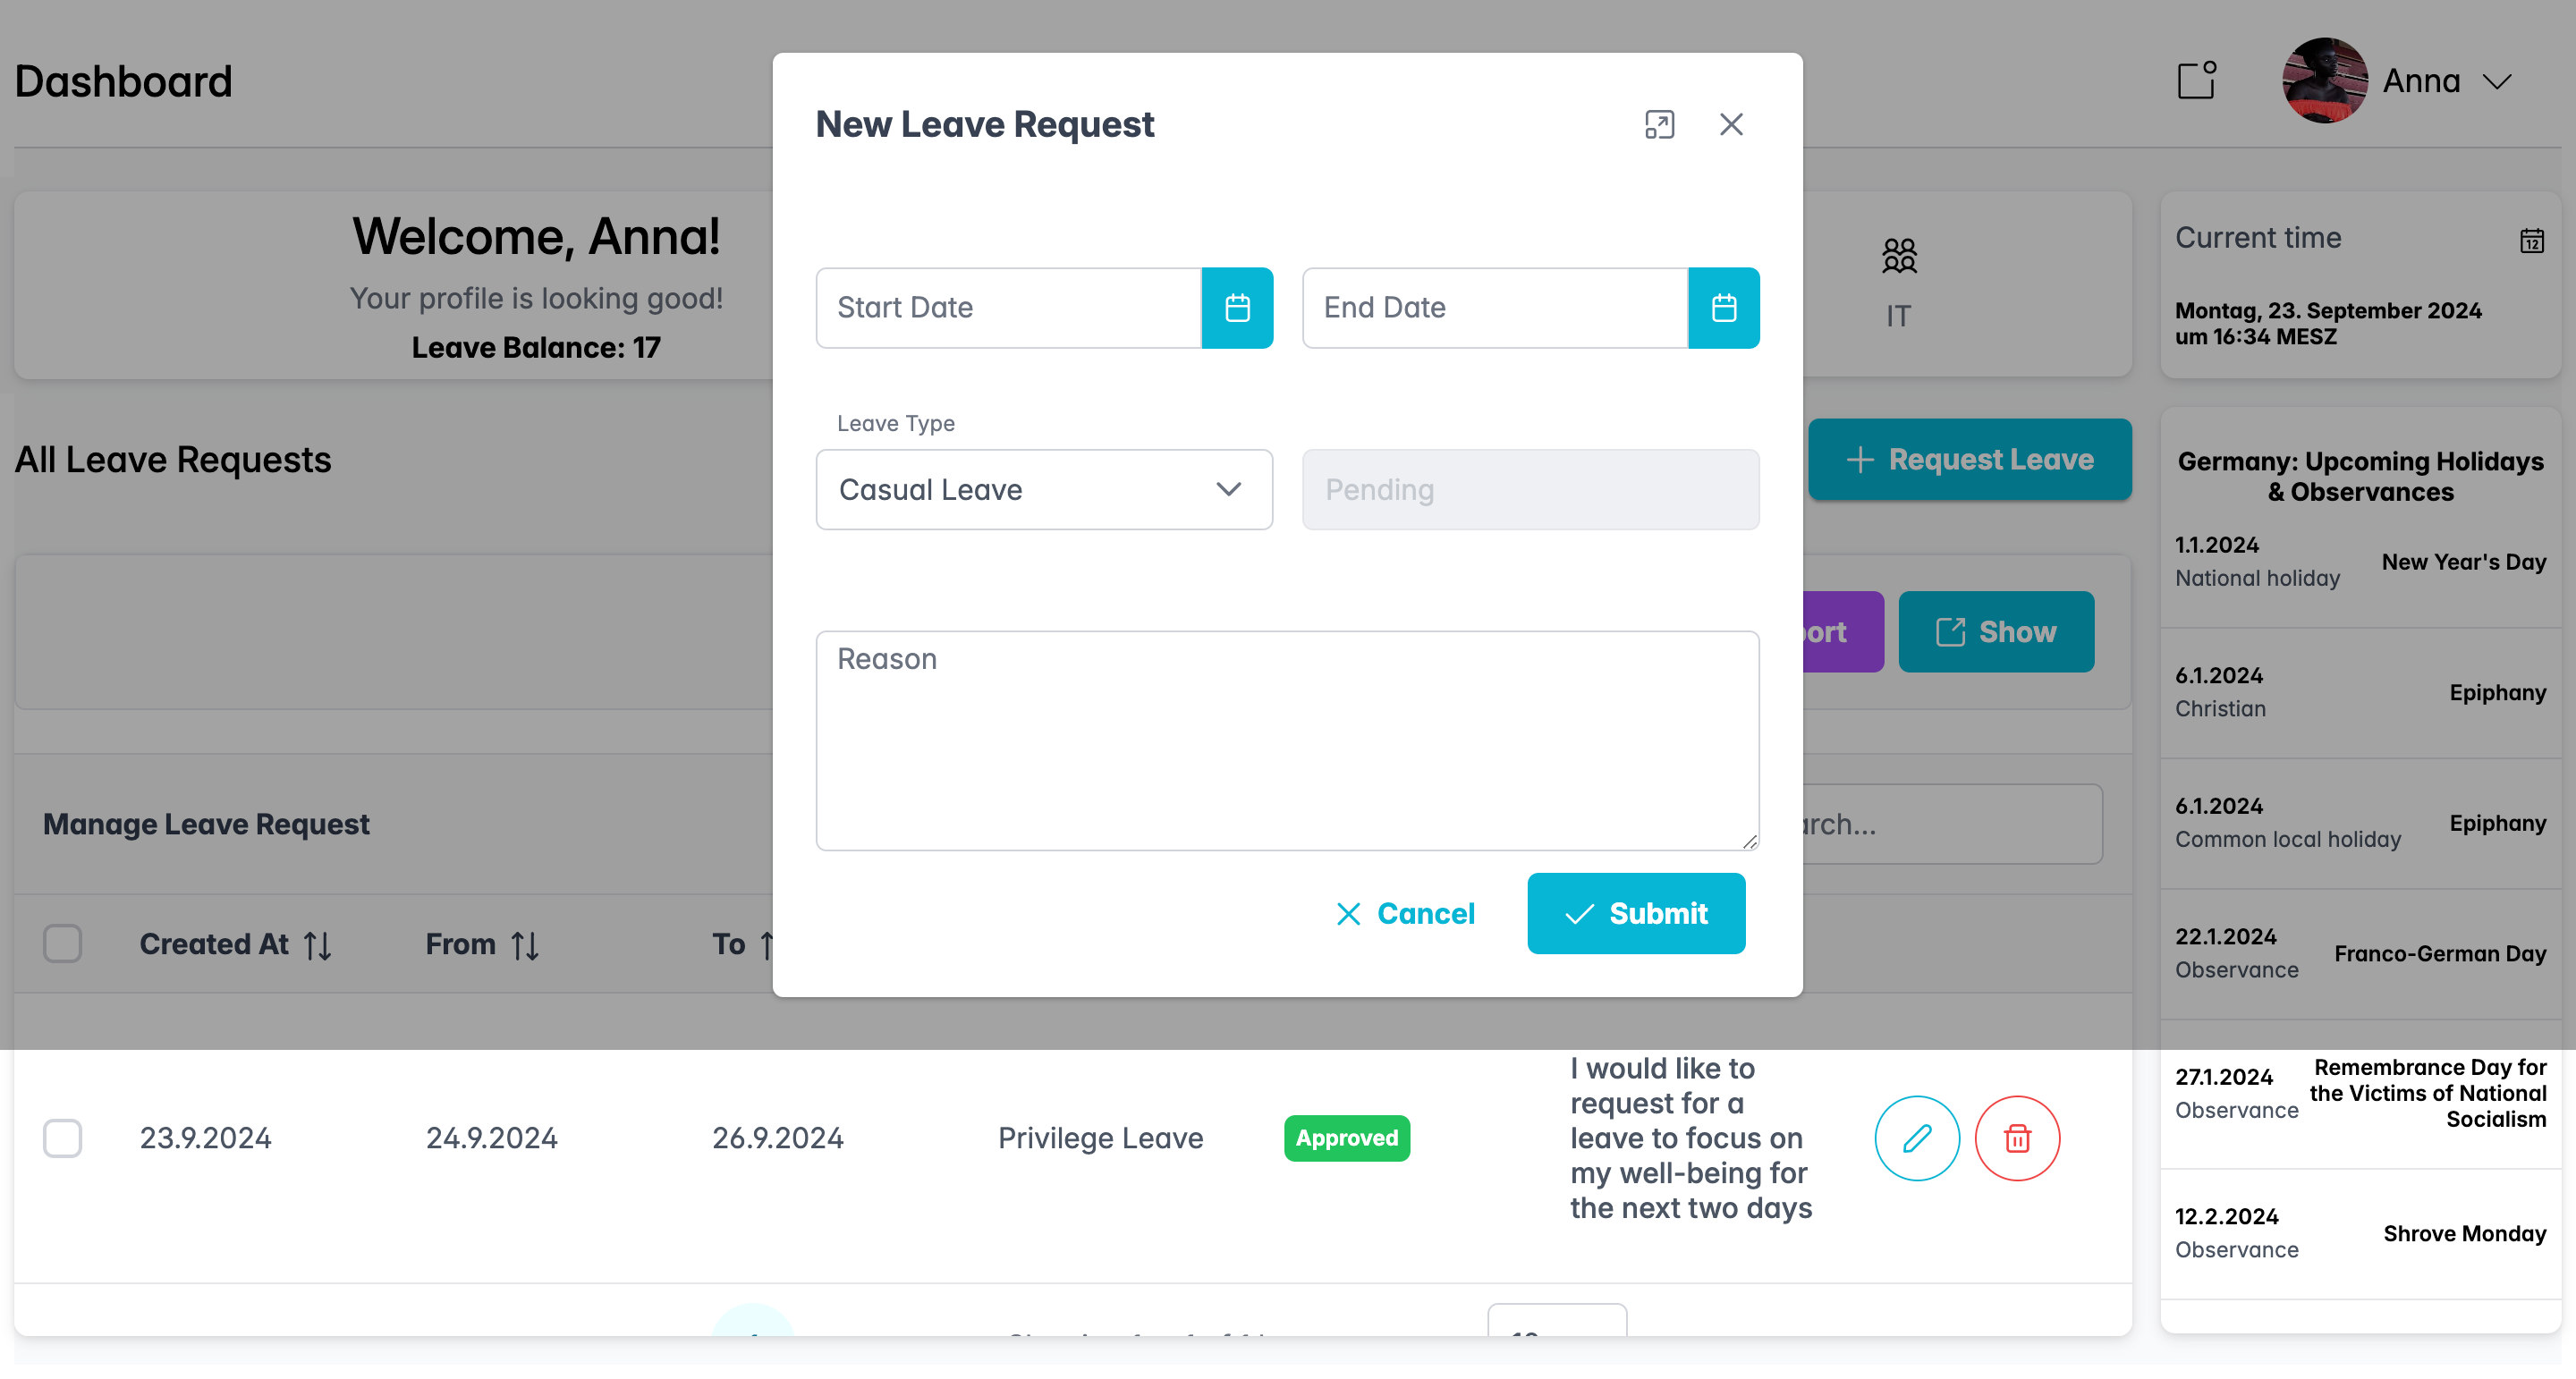 Dashboard
Anna
New Leave Request
Welcome, Anna!
Your profile is looking good!
Leave Balance: 17
IT
Current time
12
Montag, 23. September 2024
um 16:34 MESZ
Start Date
End Date
Leave Type
Casual Leave
Pending
All Leave Requests
Request Leave
Germany: Upcoming Holidays
& Observances
1.1.2024
National holiday
New Year's Day
Reason
Show
6.1.2024
Christian
Epiphany
Manage Leave Request
6.1.2024
Common local holiday
Epiphany
Cancel
Submit
Created At
From
To
22.1.2024
Observance
Franco-German Day
23.9.2024
24.9.2024
26.9.2024
Privilege Leave
Approved
I would like to
request for a
leave to focus on
my well-being for
the next two days
27.1.2024
Observance
Remembrance Day for
the Victims of National
Socialism
12.2.2024
Observance
Shrove Monday